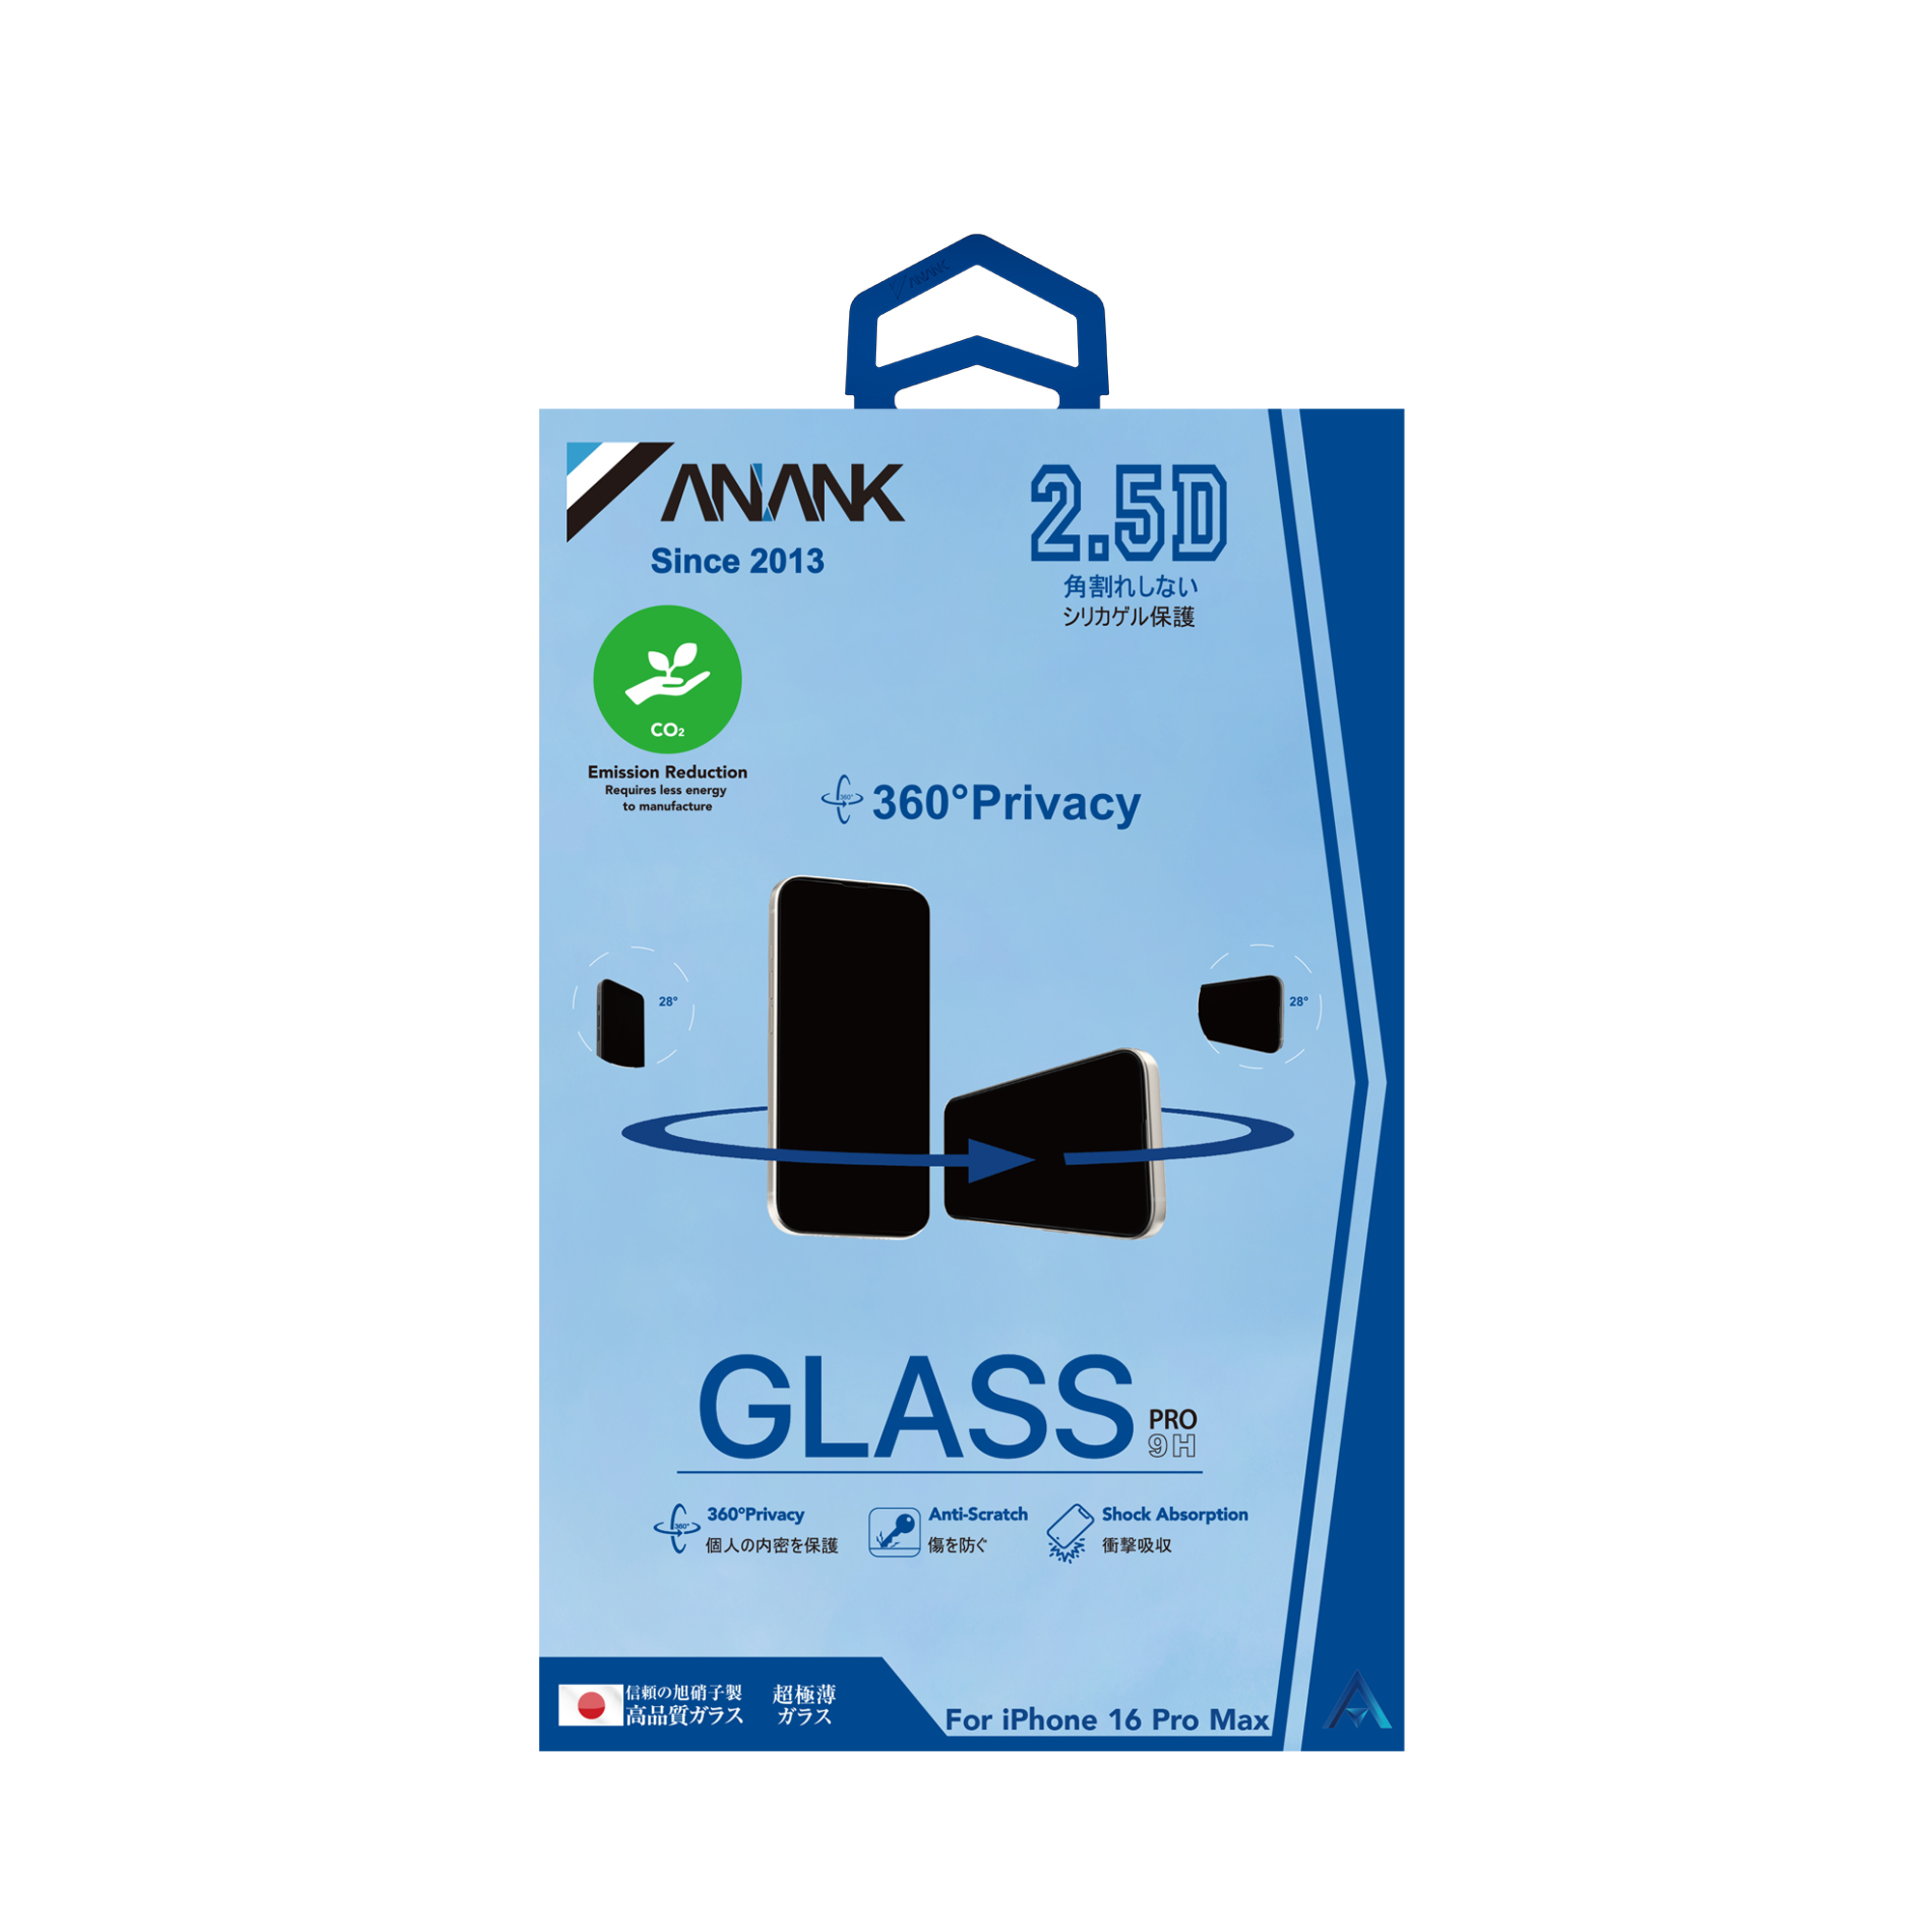 ANANK
ANANK
Since 2013
2.5D
角割れしない
シリカゲル保護
CO₂
Emission Reduction
Requires less energy
to manufacture
360°
360°Privacy
28°
28°
GLASS
PRO
9H
360°
360°Privacy
個人の内密を保護
Anti-Scratch
傷を防ぐ
Shock Absorption
衝撃吸収
信頼の旭硝子製
高品質ガラス
超極薄
ガラス
For iPhone 16 Pro Max